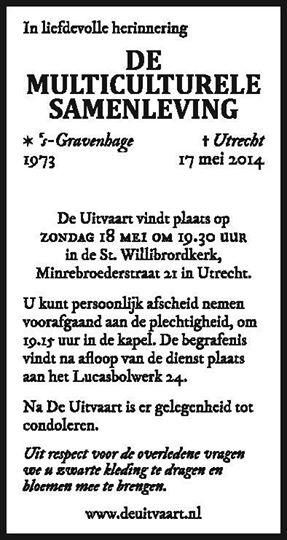 In liefdevolle herinnering
DE
MULTICULTURELE
SAMENLEVING
* 's-Gravenhage † Utrecht
1973 17 mei 2014
De Uitvaart vindt plaats op
ZONDAG 18 MEI OM 19.30 UUR
in de St. Willibrordkerk,
Minrebroederstraat 21 in Utrecht.
U kunt persoonlijk afscheid nemen
voorafgaand aan de plechtigheid, om
19.15 uur in de kapel. De begrafenis
vindt na afloop van de dienst plaats
aan het Lucasbolwerk 24.
Na De Uitvaart is er gelegenheid tot
condoleren.
Uit respect voor de overledene vragen
we u zwarte kleding te dragen en
bloemen mee te brengen.
www.deuitvaart.nl